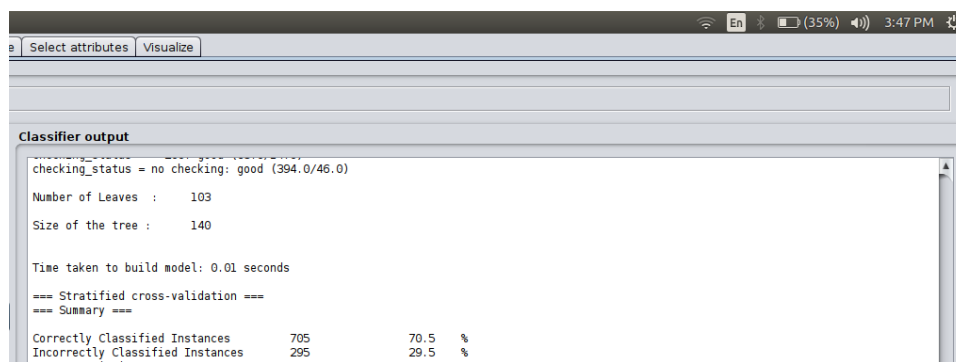 En (35%) 3:47 PM
e Select attributes Visualize
Classifier output
checking_status = no checking: good (394.0/46.0)
Number of Leaves : 103
Size of the tree : 140
Time taken to build model: 0.01 seconds
=== Stratified cross-validation ===
=== Summary ===
Correctly Classified Instances 705 70.5 %
Incorrectly Classified Instances 295 29.5 %